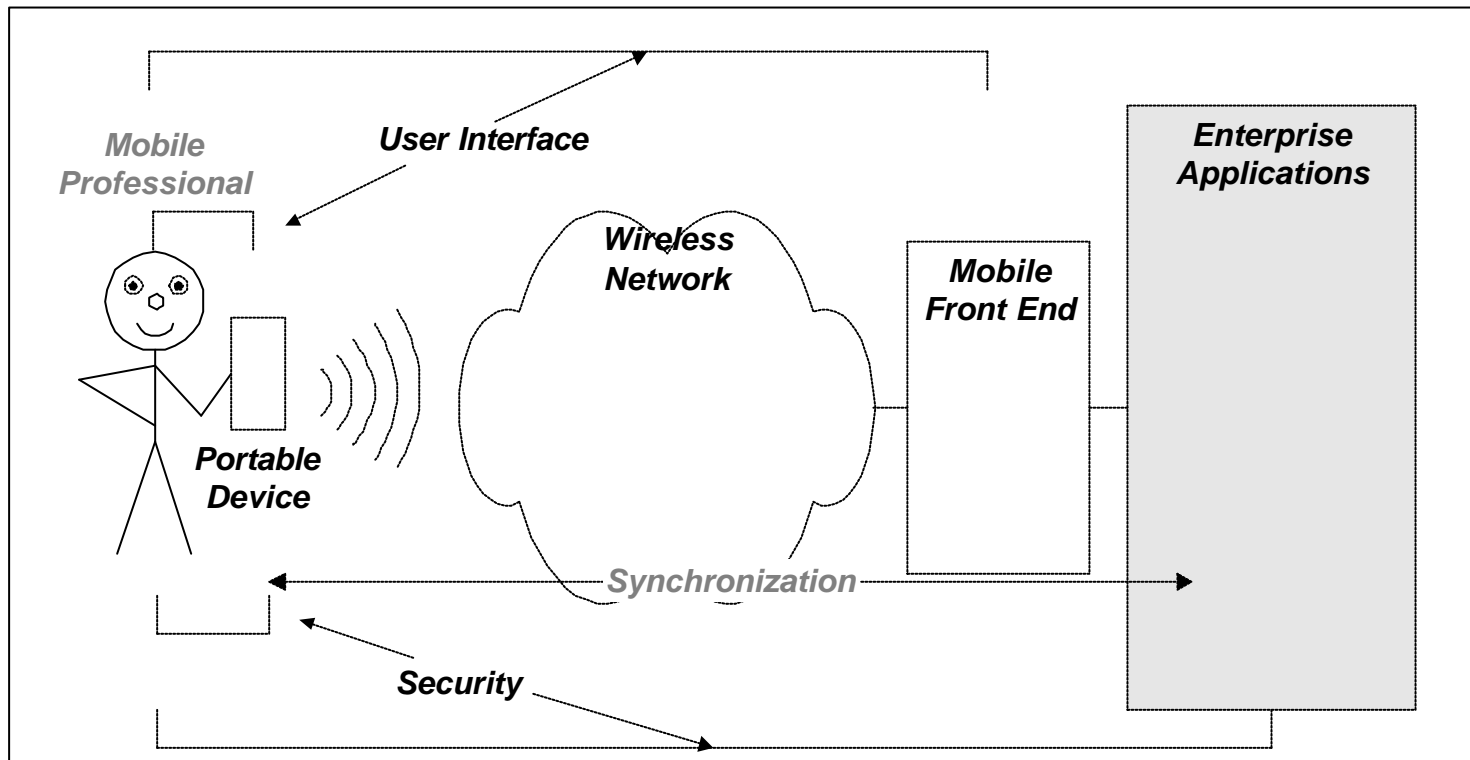 User Interface
Mobile
Professional
Enterprise
Applications
Wireless
Network
Mobile
Front End
Portable
Device
Synchronization
Security